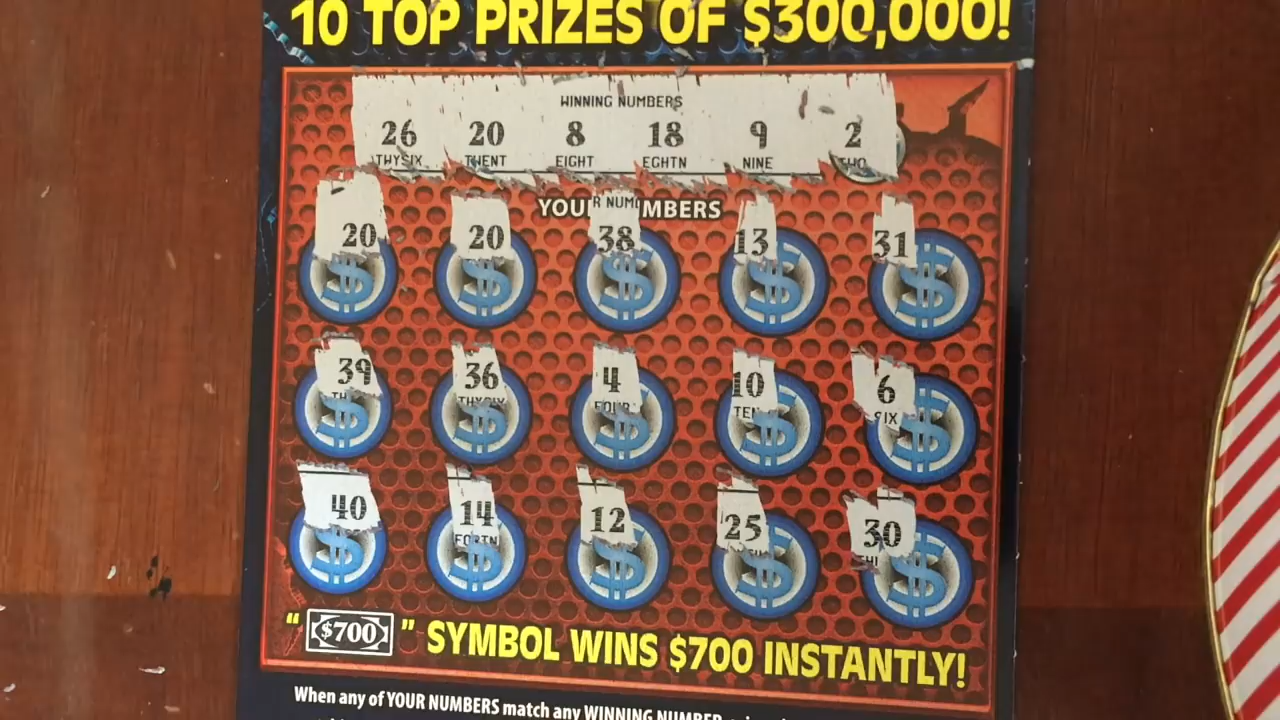 10 TOP PRIZES OF $300,000!
WINNING NUMBERS
26 20 8 18 9 2
THYSIX THENT EIGHT EGHTN NINE TWO
YOUR NUMBERS
20 20 38 13 31
39 36 4 10 6
THYSIX FOUR TEN SIX
40 14 12 25 30
FORTN
"$700" SYMBOL WINS $700 INSTANTLY!
When any of YOUR NUMBERS match any WINNING NUMBER